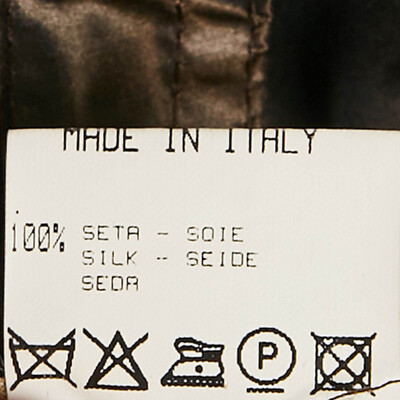 MADE IN ITALY
100% SETA - SOIE
SILK - SEIDE
SEDA
P